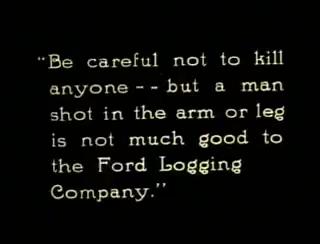 "Be careful not to kill
anyone -- but a man
shot in the arm or leg
is not much good to
the Ford Logging
Company."